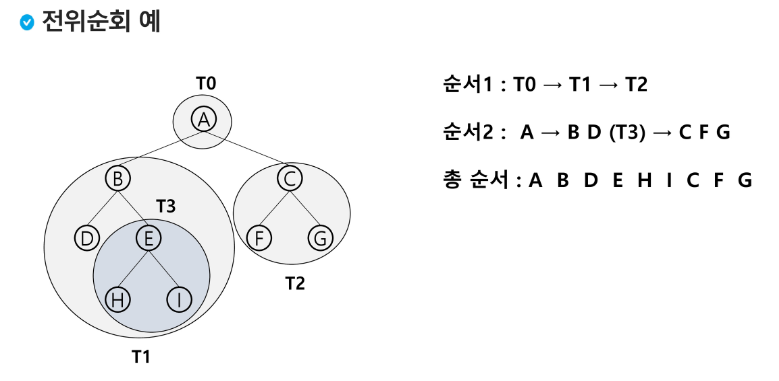 전위순회 예
T0
A
B
C
T3
D
E
F
G
H
I
T2
T1
순서1 : T0 → T1 → T2
순서2 : A → B D (T3) → C F G
총 순서 : A B D E H I C F G